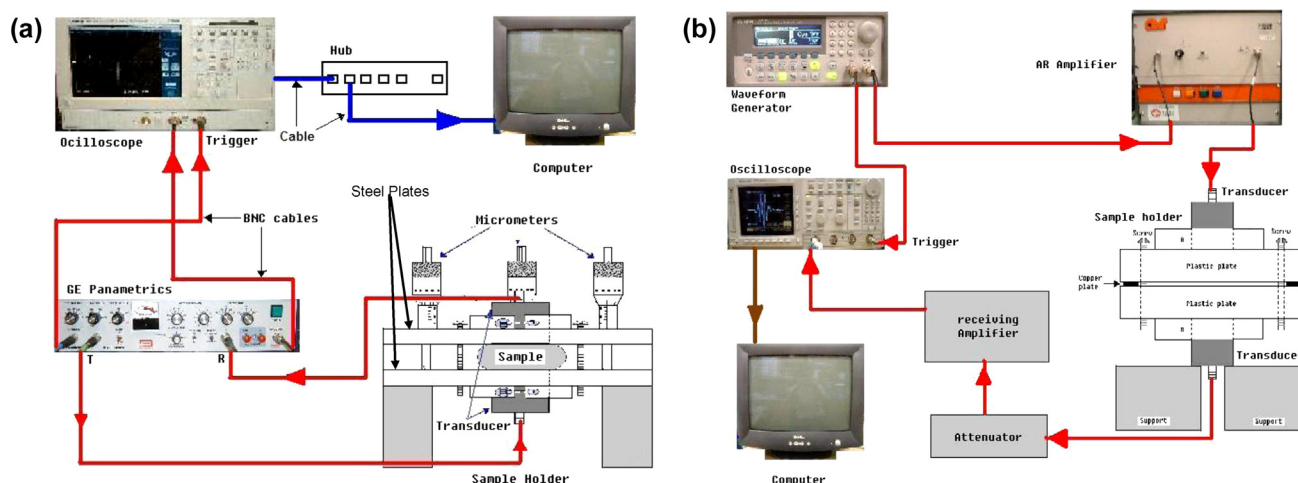 (a)
Hub
Cable
Ocilloscope
Trigger
Computer
Steel Plates
BNC cables
Micrometers
GE Panametrics
T
R
Sample
Transducer
Sample Holder
(b)
Waveform
Generator
AR Amplifier
Oscilloscope
Trigger
Transducer
Sample holder
Screw
Screw
B
Plastic plate
Copper
plate
Plastic plate
B
receiving
Amplifier
Transducer
Attenuator
Support
Support
Computer